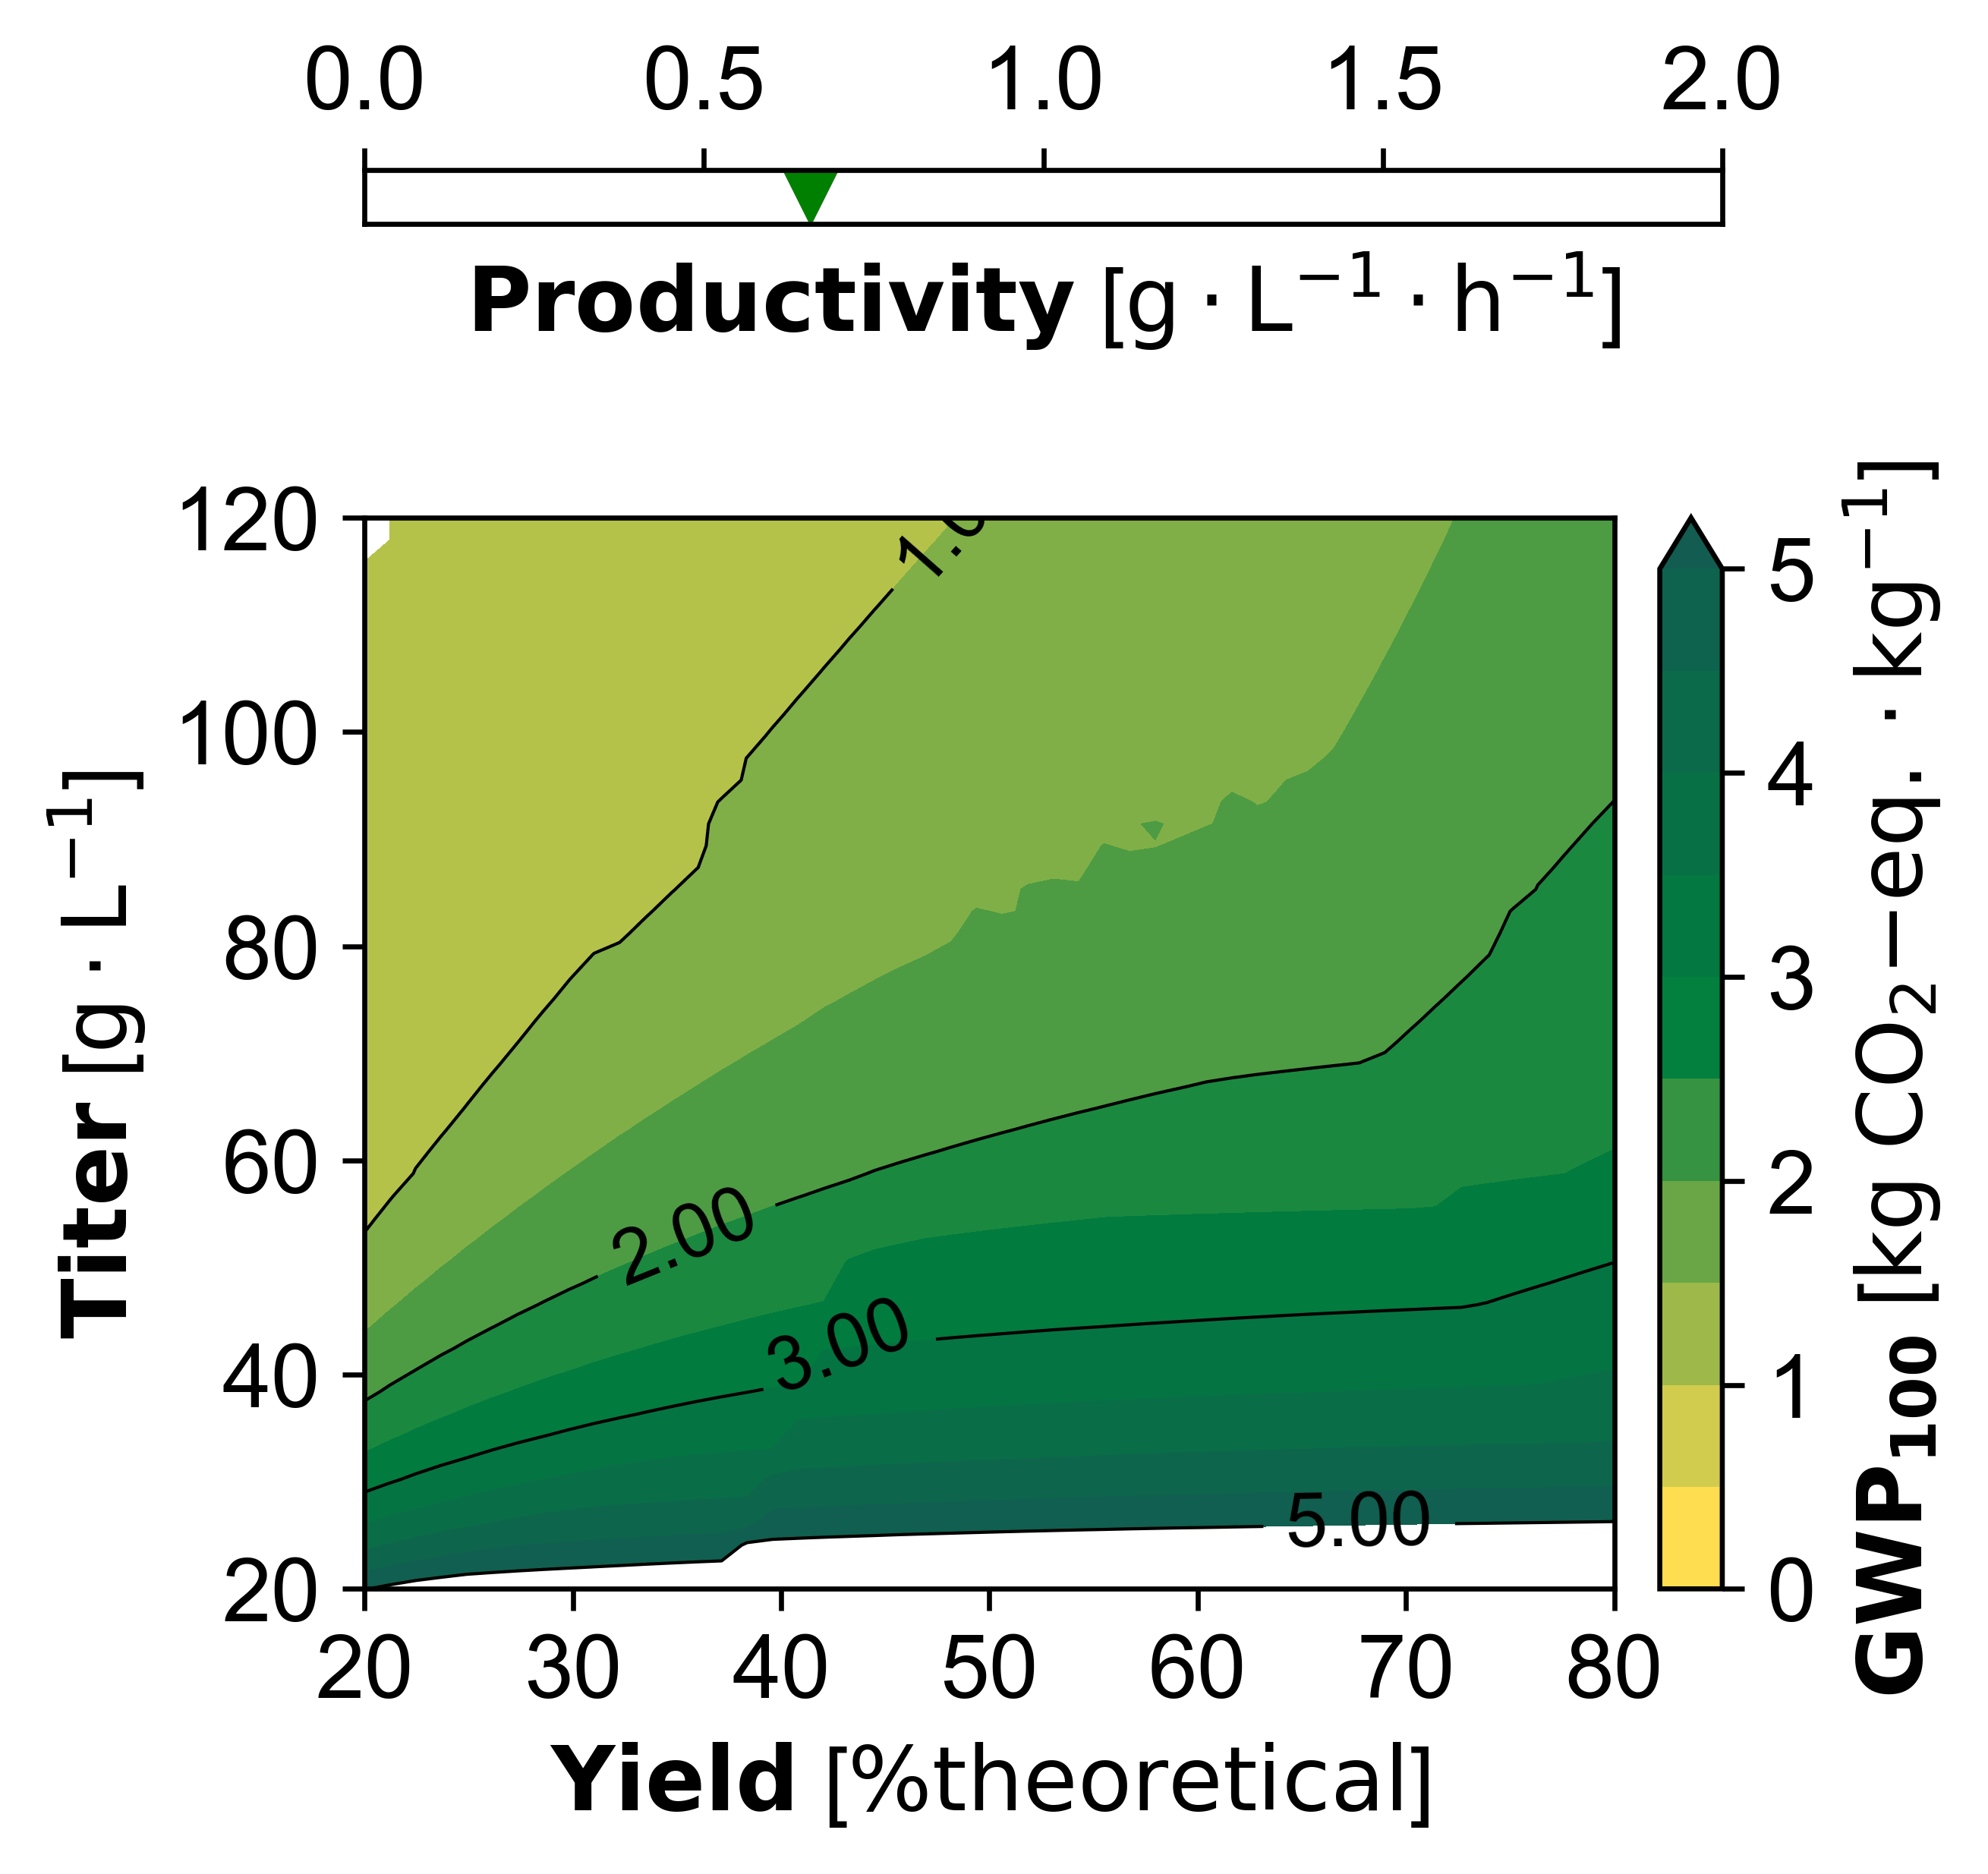 0.0 0.5 1.0 1.5 2.0
Productivity [g · L⁻¹ · h⁻¹]
120
100
80
60
40
20
Titer [g · L⁻¹]
1.0
2.00
3.00
5.00
20 30 40 50 60 70 80
Yield [%theoretical]
5
4
3
2
1
0
GWP₁₀₀ [kg CO₂−eq. · kg⁻¹]